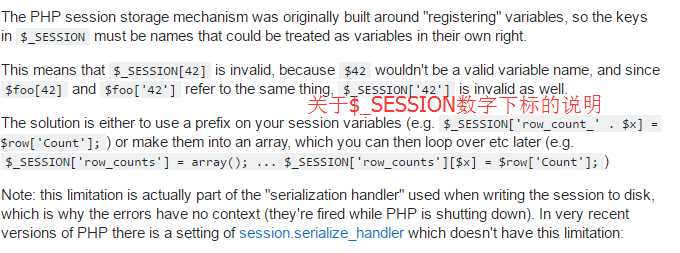 The PHP session storage mechanism was originally built around "registering" variables, so the keys
in $_SESSION must be names that could be treated as variables in their own right.
This means that $_SESSION[42] is invalid, because $42 wouldn't be a valid variable name, and since
$foo[42] and $foo['42'] refer to the same thing, $_SESSION['42'] is invalid as well.
关于$_SESSION数字下标的说明
The solution is either to use a prefix on your session variables (e.g. $_SESSION['row_count_' . $x] =
$row['Count']; ) or make them into an array, which you can then loop over etc later (e.g.
$_SESSION['row_counts'] = array(); ... $_SESSION['row_counts'][$x] = $row['Count']; )
Note: this limitation is actually part of the "serialization handler" used when writing the session to disk,
which is why the errors have no context (they're fired while PHP is shutting down). In very recent
versions of PHP there is a setting of session.serialize_handler which doesn't have this limitation: